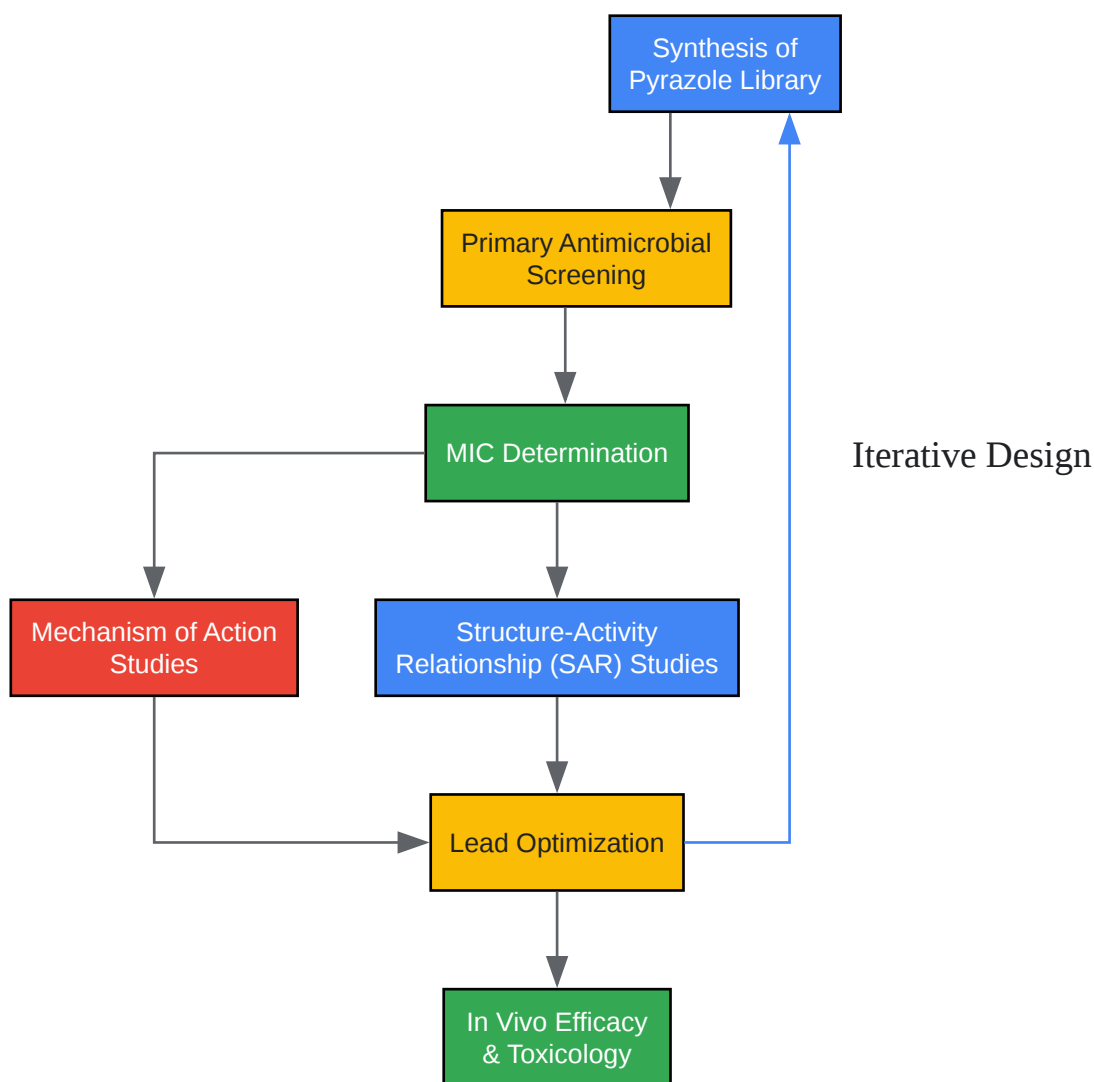 Synthesis of
Pyrazole Library
Primary Antimicrobial
Screening
MIC Determination
Iterative Design
Mechanism of Action
Studies
Structure-Activity
Relationship (SAR) Studies
Lead Optimization
In Vivo Efficacy
& Toxicology